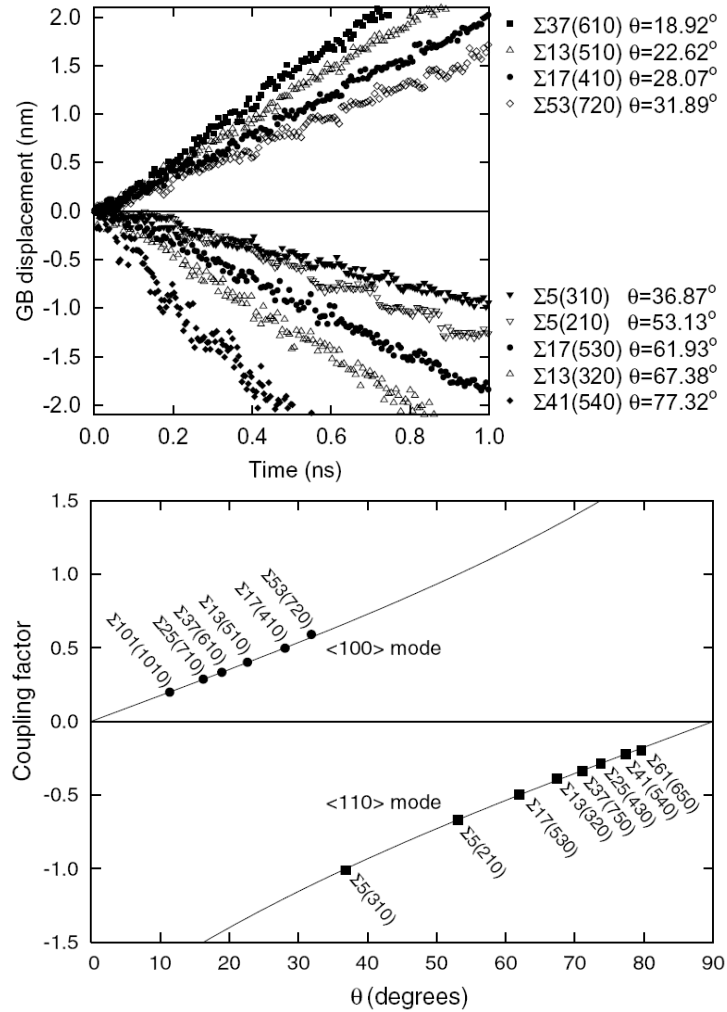 2.0
1.5
1.0
0.5
0.0
-0.5
-1.0
-1.5
-2.0
GB displacement (nm)
0.0 0.2 0.4 0.6 0.8 1.0
Time (ns)
Σ37(610) θ=18.92°
Σ13(510) θ=22.62°
Σ17(410) θ=28.07°
Σ53(720) θ=31.89°
Σ5(310) θ=36.87°
Σ5(210) θ=53.13°
Σ17(530) θ=61.93°
Σ13(320) θ=67.38°
Σ41(540) θ=77.32°
1.5
1.0
0.5
0.0
-0.5
-1.0
-1.5
Coupling factor
Σ101(1010)
Σ25(710)
Σ37(610)
Σ13(510)
Σ17(410)
Σ53(720)
<100> mode
<110> mode
Σ5(310)
Σ5(210)
Σ17(530)
Σ13(320)
Σ37(750)
Σ25(430)
Σ41(540)
Σ61(650)
0 10 20 30 40 50 60 70 80 90
θ (degrees)